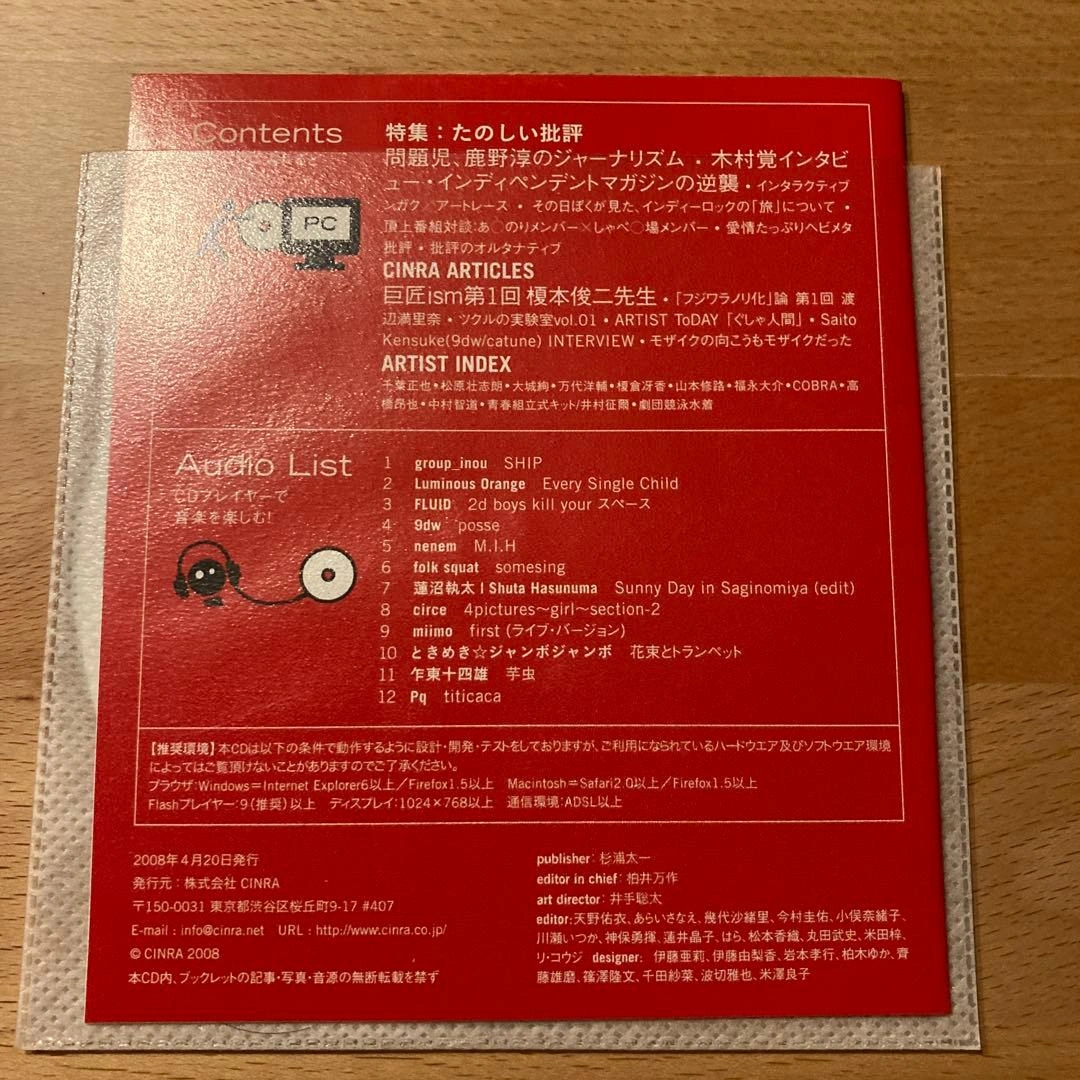 Contents
PC
特集：たのしい批評
問題児、鹿野淳のジャーナリズム・木村覚インタビ
ュー・インディペンデントマガジンの逆襲・インタラクティブ
アートレース・その日ぼくが見た、インディーロックの「旅」について・
頂上番組対談:あ◯のりメンバー×しゃべ◯場メンバー・愛情たっぷりヘビメタ
批評・批評のオルタナティブ
CINRA ARTICLES
巨匠ism第1回 榎本俊二先生・「フジワラノリ化」論 第1回 渡
辺満里奈・ツクルの実験室vol.01・ARTIST ToDAY「ぐしゃ人間」・Saito
Kensuke(9dw/catune) INTERVIEW・モザイクの向こうもモザイクだった
ARTIST INDEX
千葉正也・松原壮志朗・大城絢・万代洋輔・榎倉冴香・山本修路・福永大介・COBRA・高
橋昂也・中村智道・青春組立式キット/井村征爾・劇団競泳水着
Audio List
CDプレイヤーで
音楽を楽しむ!
1 group_inou SHIP
2 Luminous Orange Every Single Child
3 FLUID 2d boys kill your スペース
4 9dw posse
5 nenem M.I.H
6 folk squat somesing
7 蓮沼執太 | Shuta Hasunuma Sunny Day in Saginomiya (edit)
8 circe 4pictures〜girl〜section-2
9 miimo first (ライブ・バージョン)
10 ときめき☆ジャンボジャンボ 花束とトランペット
11 乍東十四雄 芋虫
12 Pq titicaca
【推奨環境】本CDは以下の条件で動作するように設計・開発・テストをしておりますが、ご利用になられているハードウエア及びソフトウエア環境
によってはご覧頂けないことがありますのでご了承ください。
ブラウザ:Windows＝Internet Explorer6以上／Firefox1.5以上 Macintosh＝Safari2.0以上／Firefox1.5以上
Flashプレイヤー:9(推奨)以上 ディスプレイ:1024×768以上 通信環境:ADSL以上
2008年4月20日発行
発行元：株式会社 CINRA
〒150-0031 東京都渋谷区桜丘町9-17 #407
E-mail：info@cinra.net URL：http://www.cinra.co.jp/
© CINRA 2008
本CD内、ブックレットの記事・写真・音源の無断転載を禁ず
publisher: 杉浦太一
editor in chief: 柏井万作
art director: 井手聡太
editor:天野佑衣、あらいさなえ、幾代沙緒里、今村圭佑、小俣奈緒子、
川瀬いつか、神保勇揮、蓮井晶子、はら、松本香織、丸田武史、米田梓、
リ・コウジ designer: 伊藤亜莉、伊藤由梨香、岩本孝行、柏木ゆか、齊
藤雄磨、篠澤隆文、千田紗菜、波切雅也、米澤良子